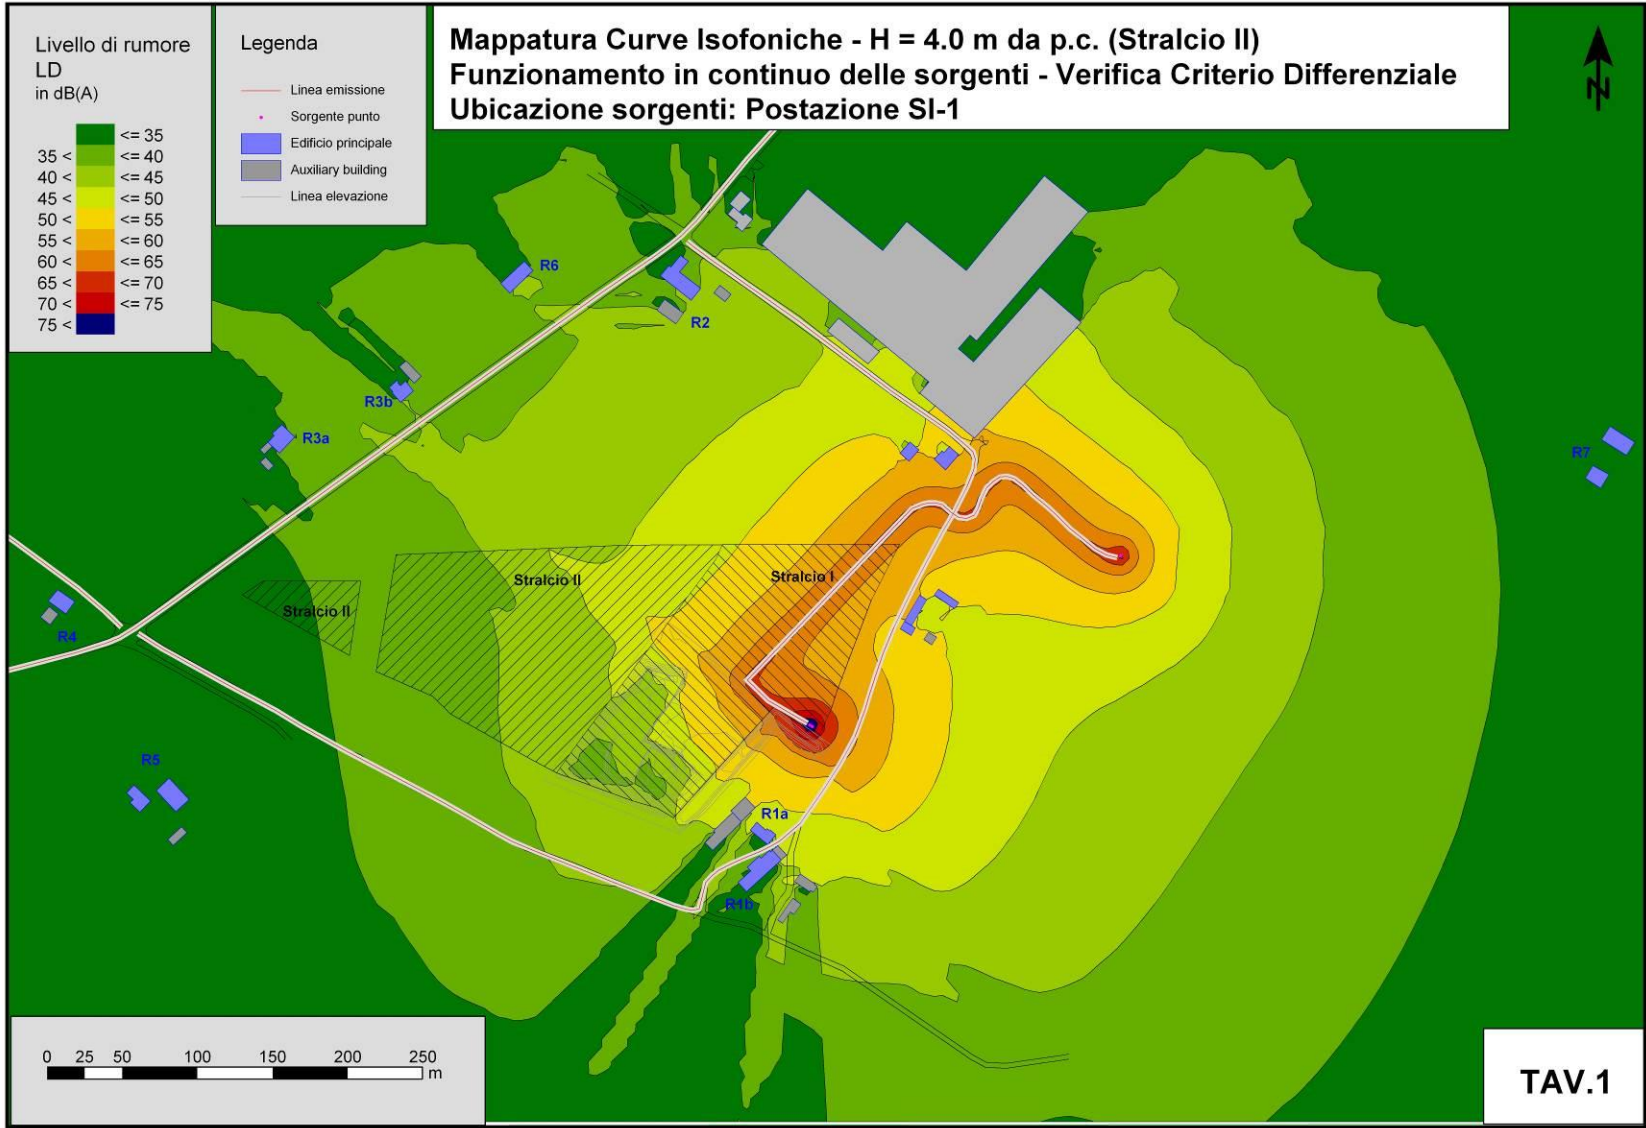 Livello di rumore
LD
in dB(A)
<= 35
35 < <= 40
40 < <= 45
45 < <= 50
50 < <= 55
55 < <= 60
60 < <= 65
65 < <= 70
70 < <= 75
75 <
Legenda
Linea emissione
Sorgente punto
Edificio principale
Auxiliary building
Linea elevazione
Mappatura Curve Isofoniche - H = 4.0 m da p.c. (Stralcio II)
Funzionamento in continuo delle sorgenti - Verifica Criterio Differenziale
Ubicazione sorgenti: Postazione SI-1
N
R6
R2
R3b
R3a
R7
Stralcio II
Stralcio I
Stralcio II
R4
R5
R1a
R1b
0 25 50 100 150 200 250
m
TAV.1